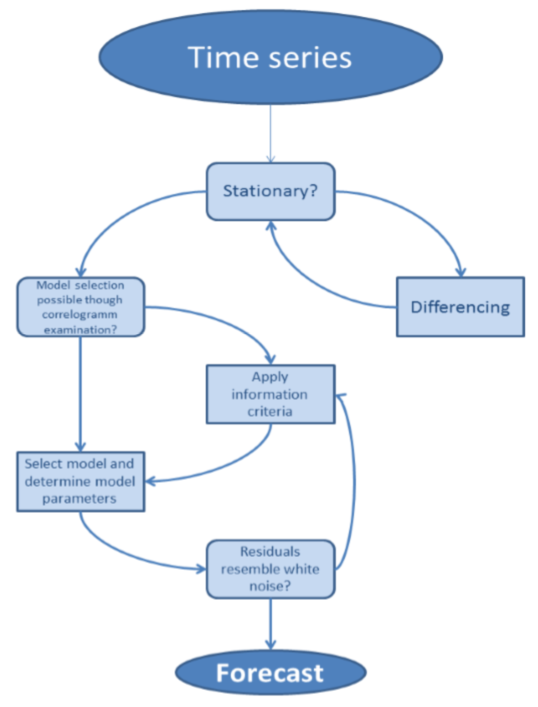 Time series
Stationary?
Model selection
possible though
correlogramm
examination?
Differencing
Apply
information
criteria
Select model and
determine model
parameters
Residuals
resemble white
noise?
Forecast